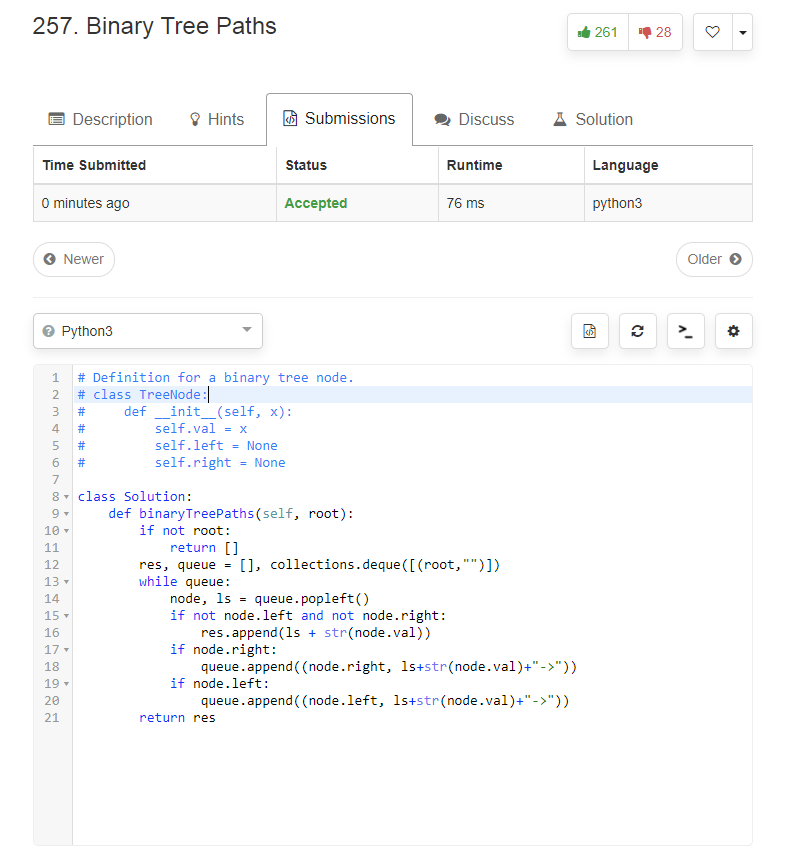 257. Binary Tree Paths
261 28
Description Hints Submissions Discuss Solution
Time Submitted Status Runtime Language
0 minutes ago Accepted 76 ms python3
Newer Older
Python3
1 # Definition for a binary tree node.
2 # class TreeNode:
3 #     def __init__(self, x):
4 #         self.val = x
5 #         self.left = None
6 #         self.right = None
7
8 class Solution:
9     def binaryTreePaths(self, root):
10         if not root:
11             return []
12         res, queue = [], collections.deque([(root,"")])
13         while queue:
14             node, ls = queue.popleft()
15             if not node.left and not node.right:
16                 res.append(ls + str(node.val))
17             if node.right:
18                 queue.append((node.right, ls+str(node.val)+"->"))
19             if node.left:
20                 queue.append((node.left, ls+str(node.val)+"->"))
21         return res